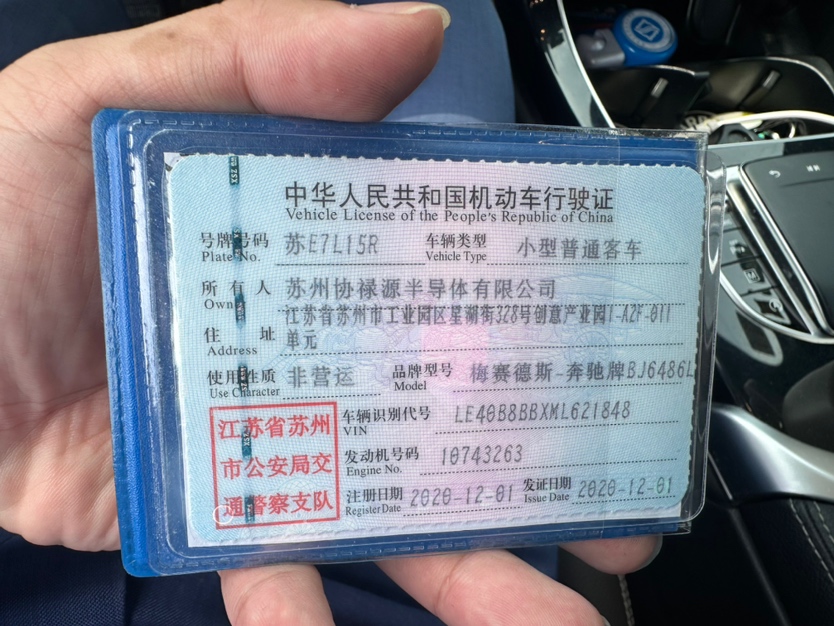 中华人民共和国机动车行驶证
Vehicle License of the People's Republic of China
号牌号码 苏E7L15R 车辆类型 小型普通客车
Plate No. Vehicle Type
所有人 苏州协禄源半导体有限公司
Owner
住址 江苏省苏州市工业园区星湖街328号创意产业园1-A2F-011
单元
Address
使用性质 非营运 品牌型号 梅赛德斯-奔驰牌BJ6486L
Use Character Model
江苏省苏州
市公安局交
通警察支队
车辆识别代号 LE40B8BBXML621848
VIN
发动机号码 10743263
Engine No.
注册日期 2020-12-01 发证日期 2020-12-01
Register Date Issue Date